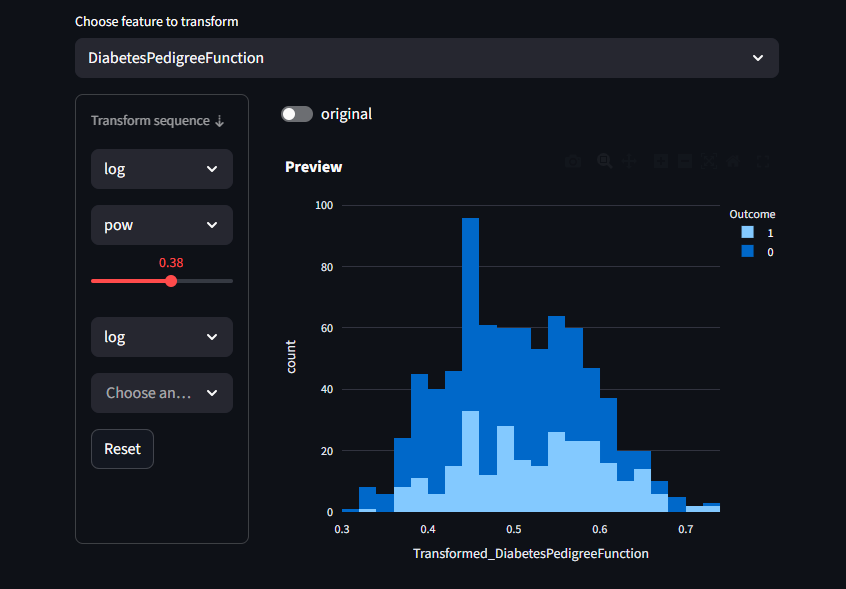 Choose feature to transform
DiabetesPedigreeFunction
Transform sequence ↓
log
pow
0.38
log
Choose an...
Reset
original
Preview
Outcome
1
0
count
100
80
60
40
20
0
0.3 0.4 0.5 0.6 0.7
Transformed_DiabetesPedigreeFunction